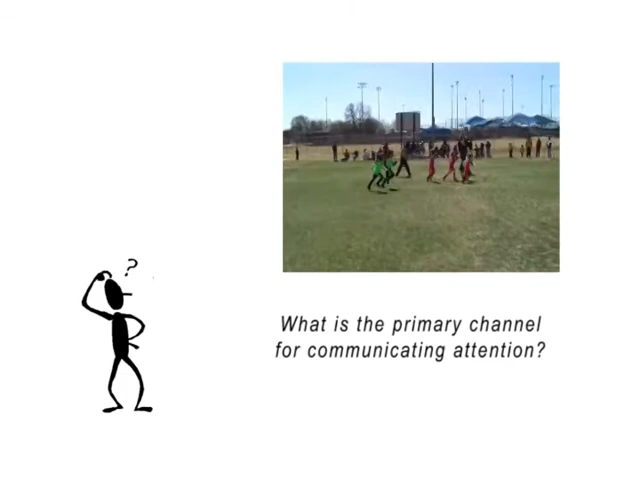 ?
What is the primary channel
for communicating attention?